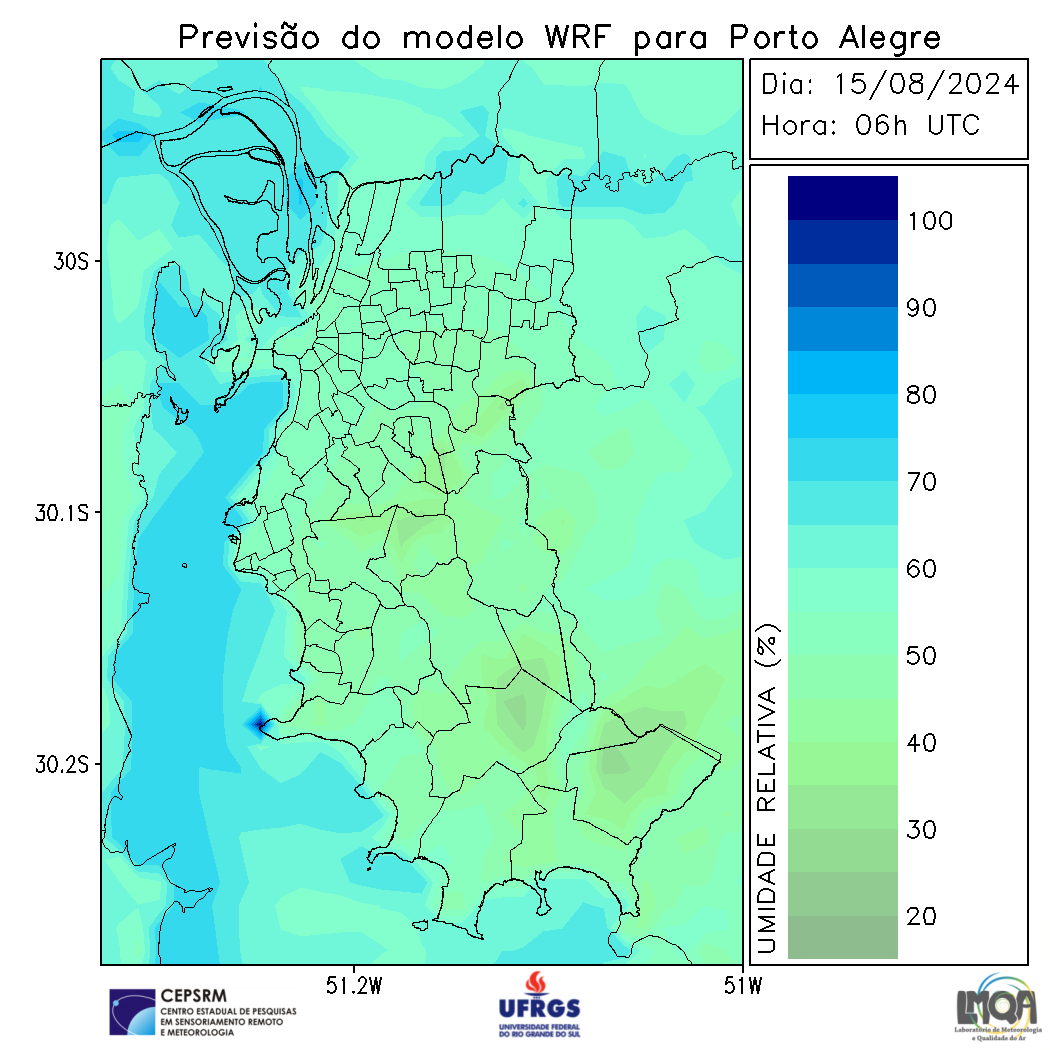 Previsão do modelo WRF para Porto Alegre
Dia: 15/08/2024
Hora: 06h UTC
30S
30.1S
30.2S
51.2W
51W
100
90
80
70
60
50
40
30
20
UMIDADE RELATIVA (%)
CEPSRM
CENTRO ESTADUAL DE PESQUISAS
EM SENSORIAMENTO REMOTO
E METEOROLOGIA
UFRGS
UNIVERSIDADE FEDERAL
DO RIO GRANDE DO SUL
LMQA
Laboratório de Meteorologia
e Qualidade do Ar